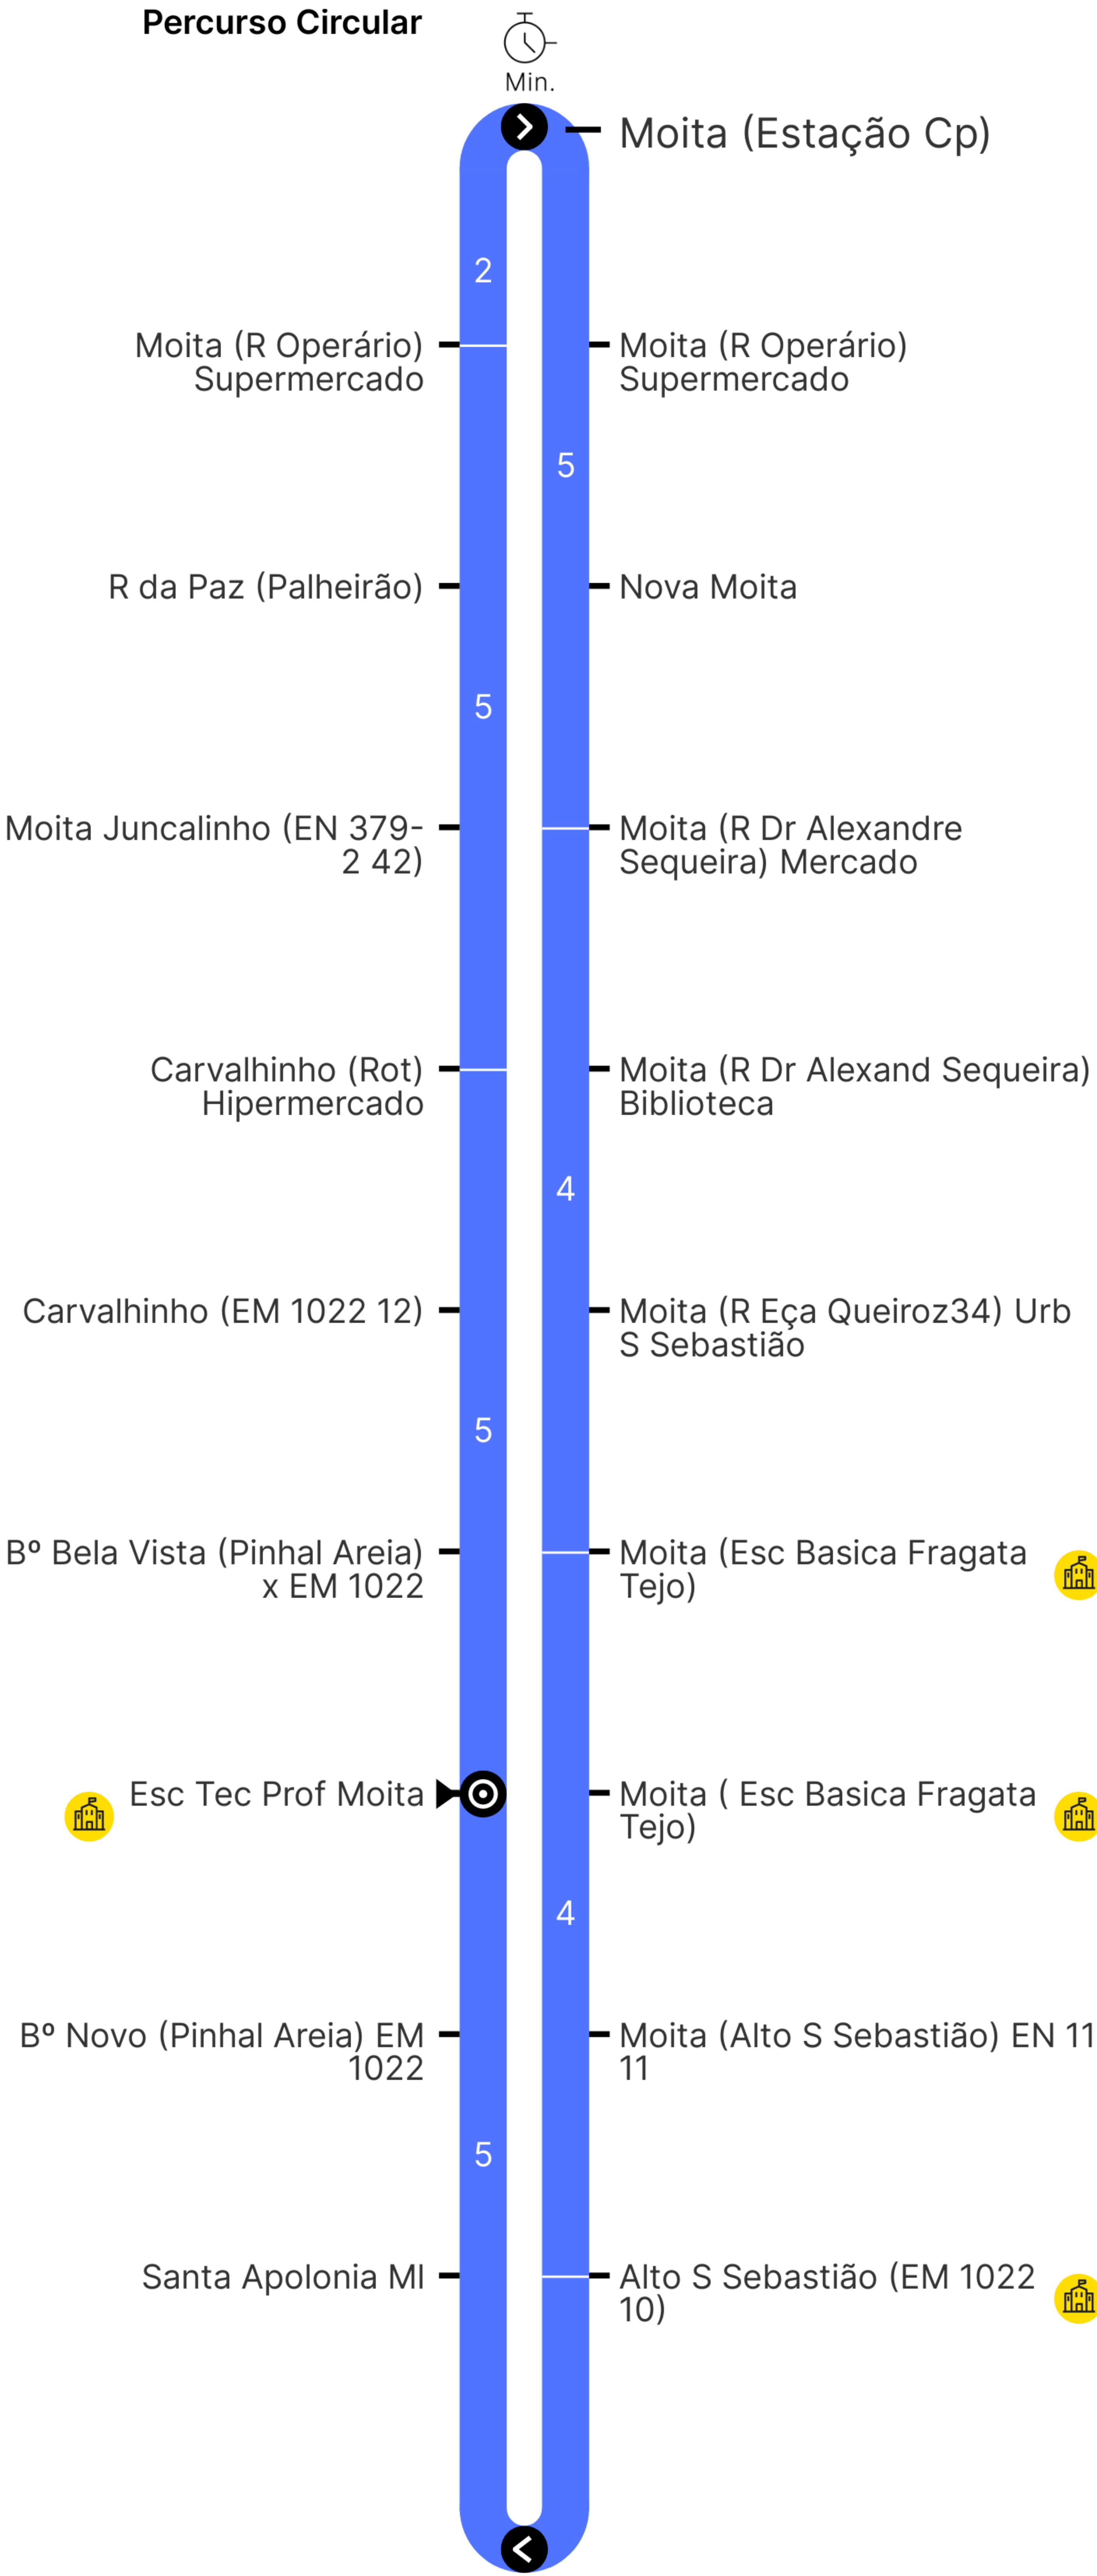 Percurso Circular
Min.
Moita (Estação Cp)
2
Moita (R Operário)
Supermercado
Moita (R Operário)
Supermercado
5
R da Paz (Palheirão)
Nova Moita
5
Moita Juncalinho (EN 379-
2 42)
Moita (R Dr Alexandre
Sequeira) Mercado
Carvalhinho (Rot)
Hipermercado
Moita (R Dr Alexand Sequeira)
Biblioteca
4
Carvalhinho (EM 1022 12)
Moita (R Eça Queiroz34) Urb
S Sebastião
5
Bº Bela Vista (Pinhal Areia)
x EM 1022
Moita (Esc Basica Fragata
Tejo)
Esc Tec Prof Moita
Moita ( Esc Basica Fragata
Tejo)
4
Bº Novo (Pinhal Areia) EM
1022
Moita (Alto S Sebastião) EN 11
11
5
Santa Apolonia MI
Alto S Sebastião (EM 1022
10)